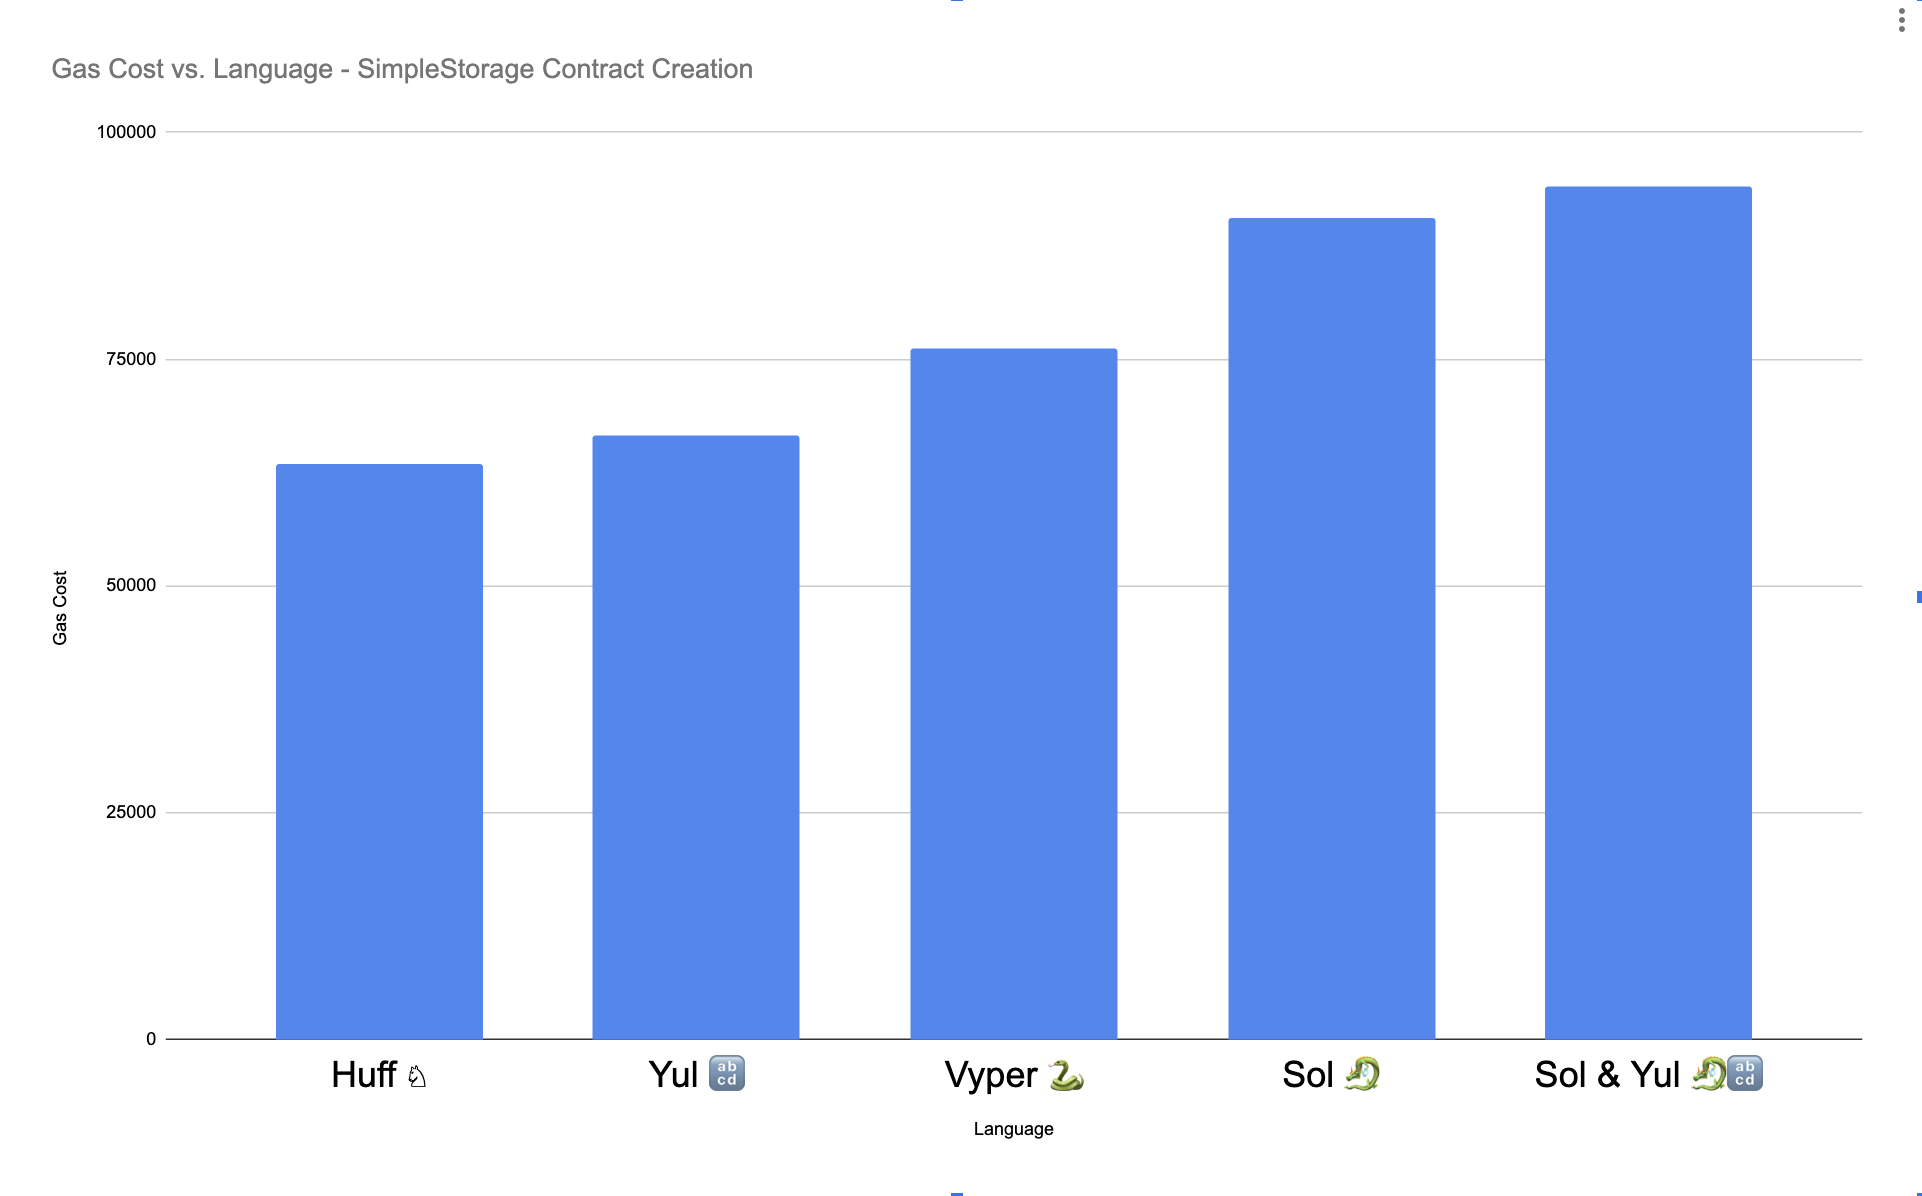 Gas Cost vs. Language - SimpleStorage Contract Creation
100000
75000
50000
25000
0
Gas Cost
Huff ♘
Yul 🔡
Vyper 🐍
Sol 🐉
Sol & Yul 🐉🔡
Language